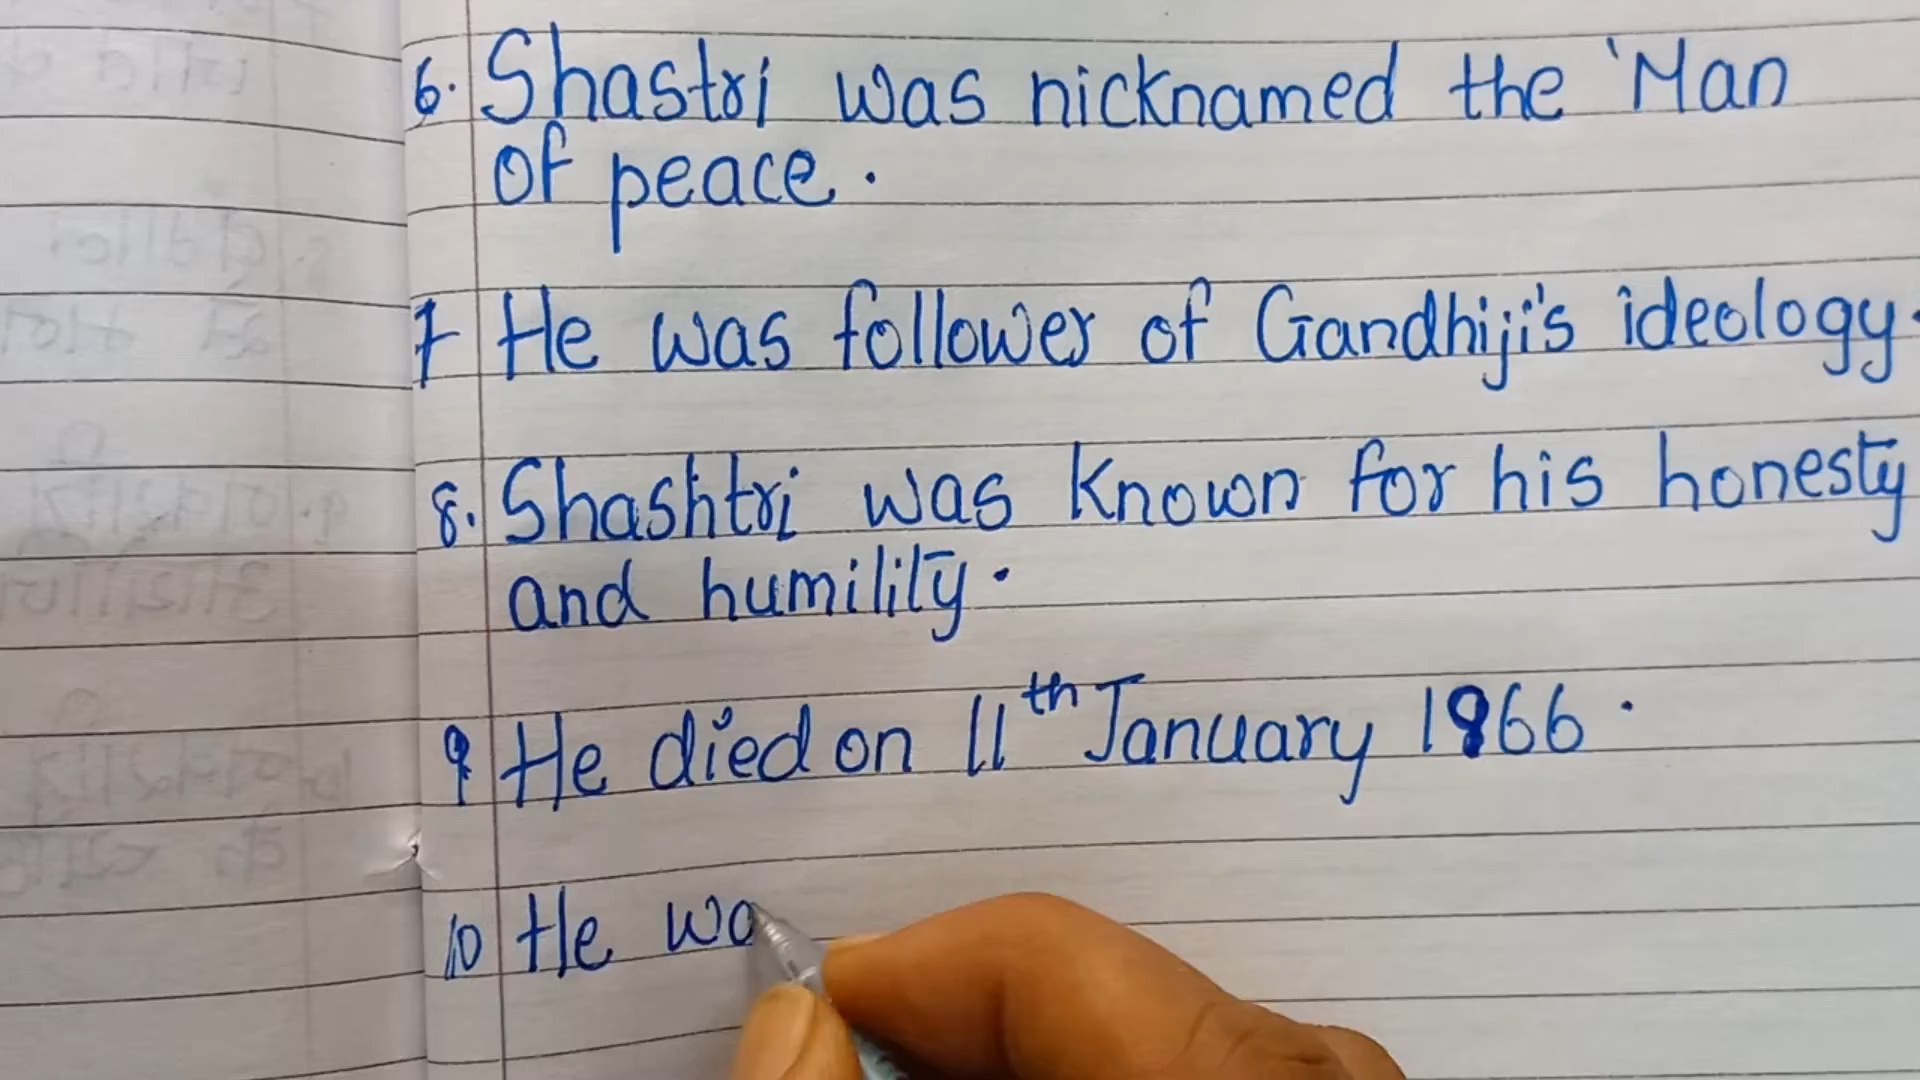 6. Shastri was nicknamed the 'Man
of peace.
7 He was follower of Gandhiji's ideology.
8. Shashtri was known for his honesty
and humility.
9 He died on 11th January 1966.
10 He wa